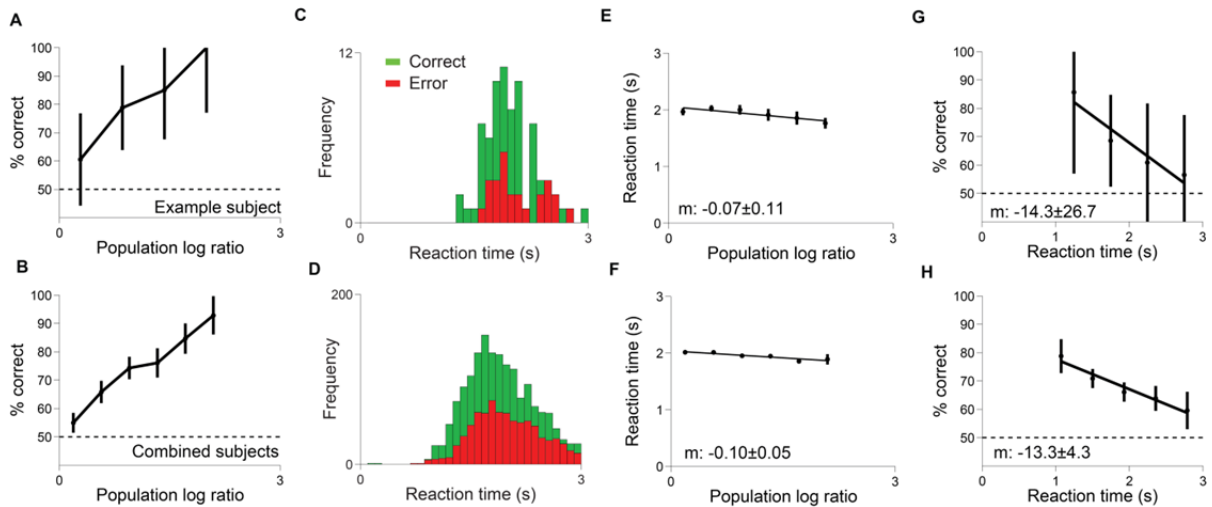 A
100
90
80
70
60
50
% correct
Example subject
0
3
Population log ratio
B
100
90
80
70
60
50
% correct
Combined subjects
0
3
Population log ratio
C
12
0
Frequency
Correct
Error
0
3
Reaction time (s)
D
200
0
Frequency
0
3
Reaction time (s)
E
3
2
1
0
Reaction time (s)
m: -0.07±0.11
0
3
Population log ratio
F
3
2
1
0
Reaction time (s)
m: -0.10±0.05
0
3
Population log ratio
G
100
90
80
70
60
50
40
% correct
m: -14.3±26.7
0
1
2
3
Reaction time (s)
H
100
90
80
70
60
50
40
% correct
m: -13.3±4.3
0
1
2
3
Reaction time (s)